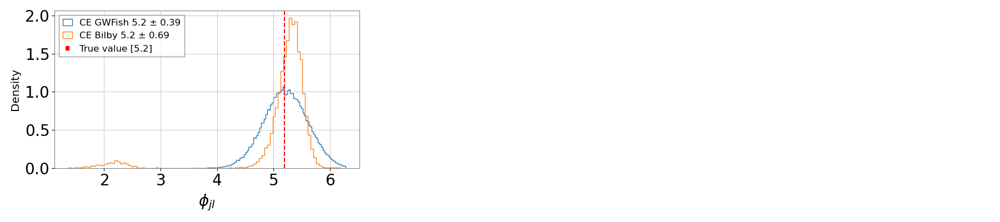 CE GWFish 5.2 ± 0.39
CE Bilby 5.2 ± 0.69
True value [5.2]
2.0
1.5
1.0
0.5
0.0
Density
2 3 4 5 6
ϕjl